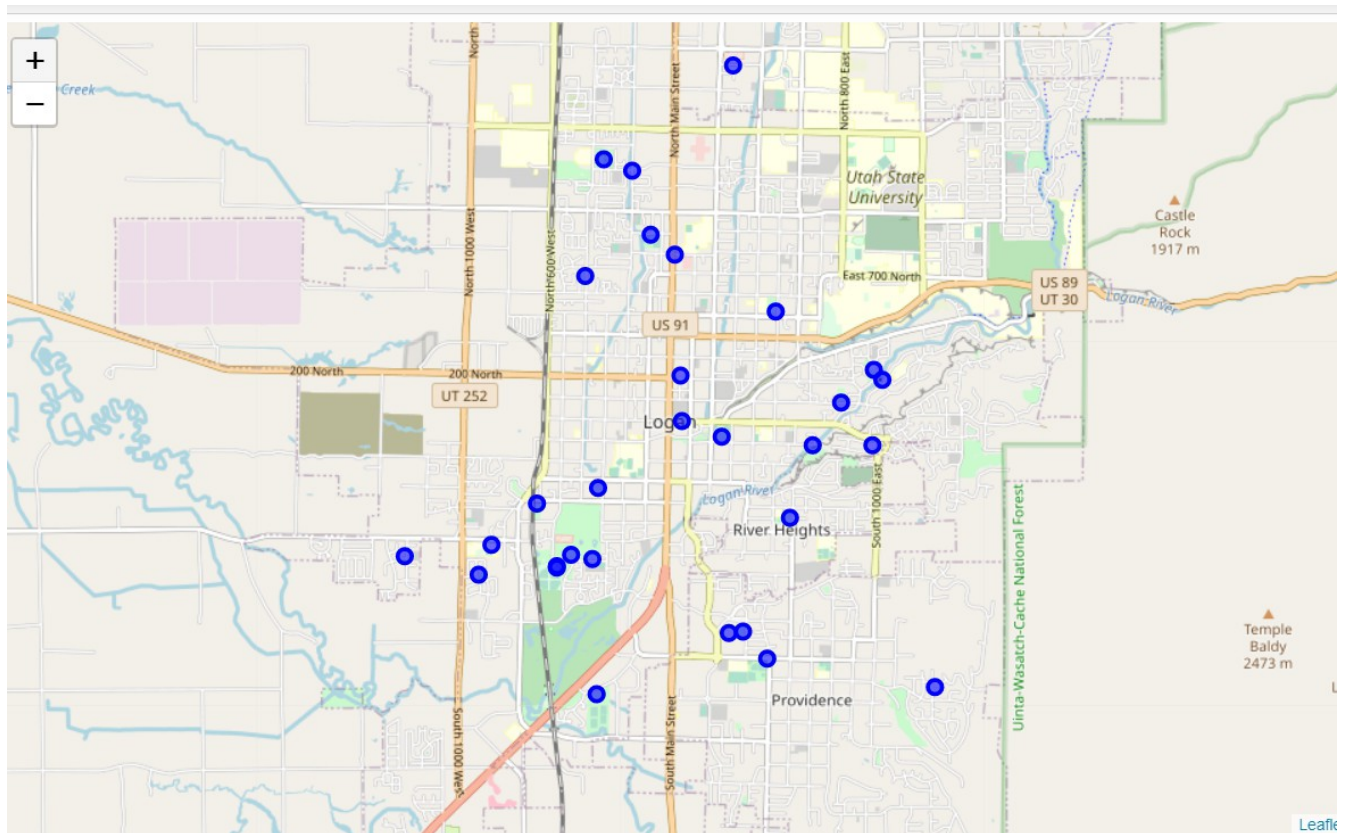 +
−
Creek
North
North Main Street
North 800 East
Utah State
University
Castle
Rock
1917 m
North 1000 West
North 600 West
East 700 North
US 89
UT 30
Logan River
US 91
200 North
200 North
UT 252
Logan
Logan River
River Heights
South 1000 East
Uinta-Wasatch-Cache National Forest
Temple
Baldy
2473 m
Providence
South 1000 West
South Main Street
Leafle